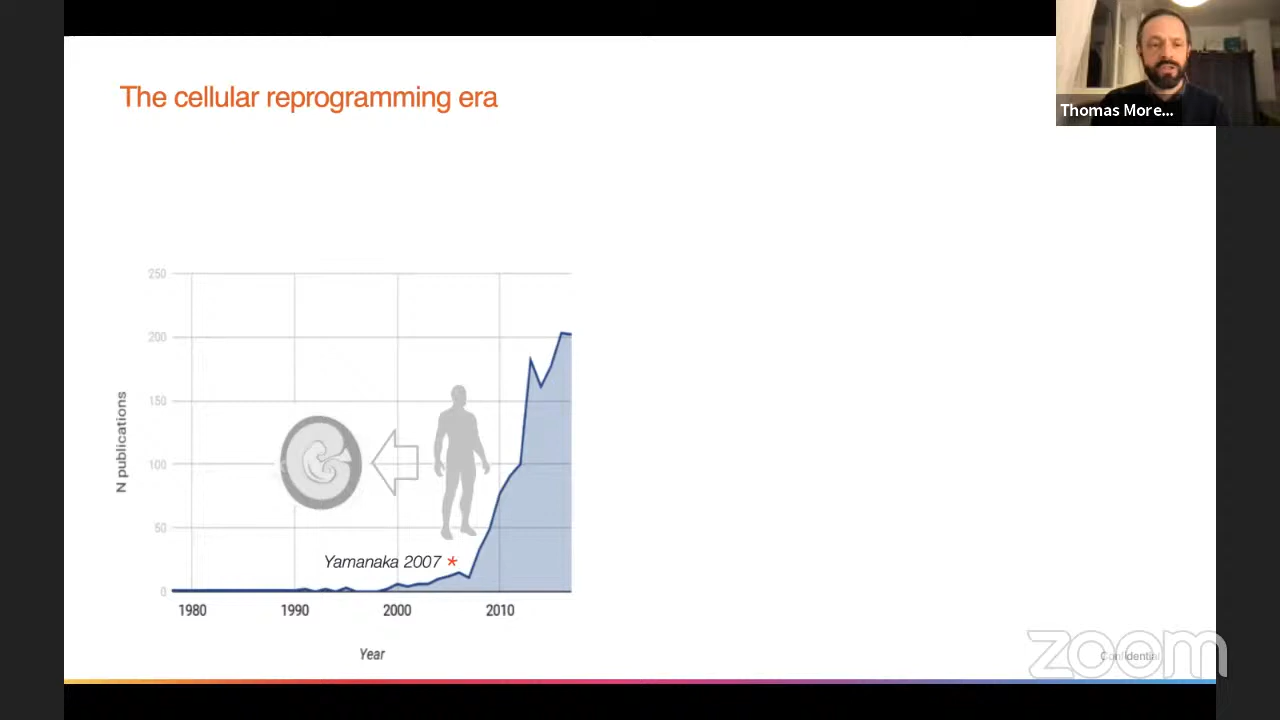 The cellular reprogramming era
Thomas More...
250
200
150
100
50
0
N publications
Yamanaka 2007 *
1980 1990 2000 2010
Year
Confidential
zoom